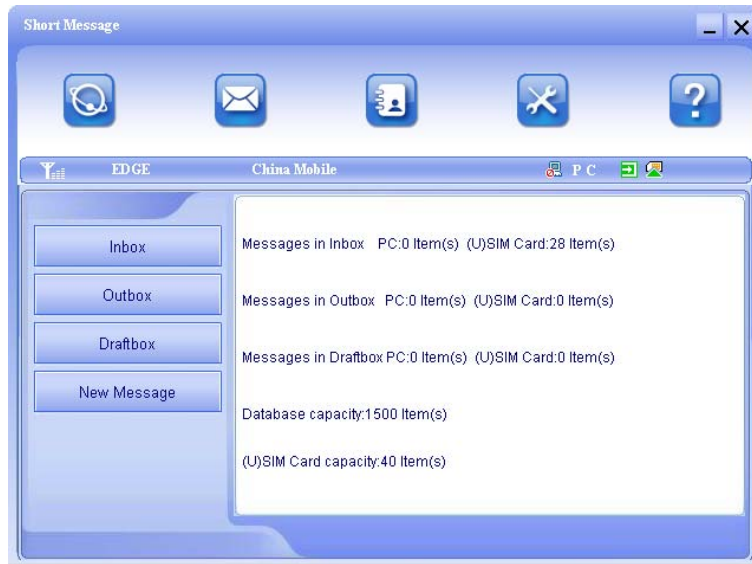 Short Message
EDGE China Mobile PC
Inbox
Outbox
Draftbox
New Message
Messages in Inbox PC:0 Item(s) (U)SIM Card:28 Item(s)
Messages in Outbox PC:0 Item(s) (U)SIM Card:0 Item(s)
Messages in Draftbox PC:0 Item(s) (U)SIM Card:0 Item(s)
Database capacity:1500 Item(s)
(U)SIM Card capacity:40 Item(s)